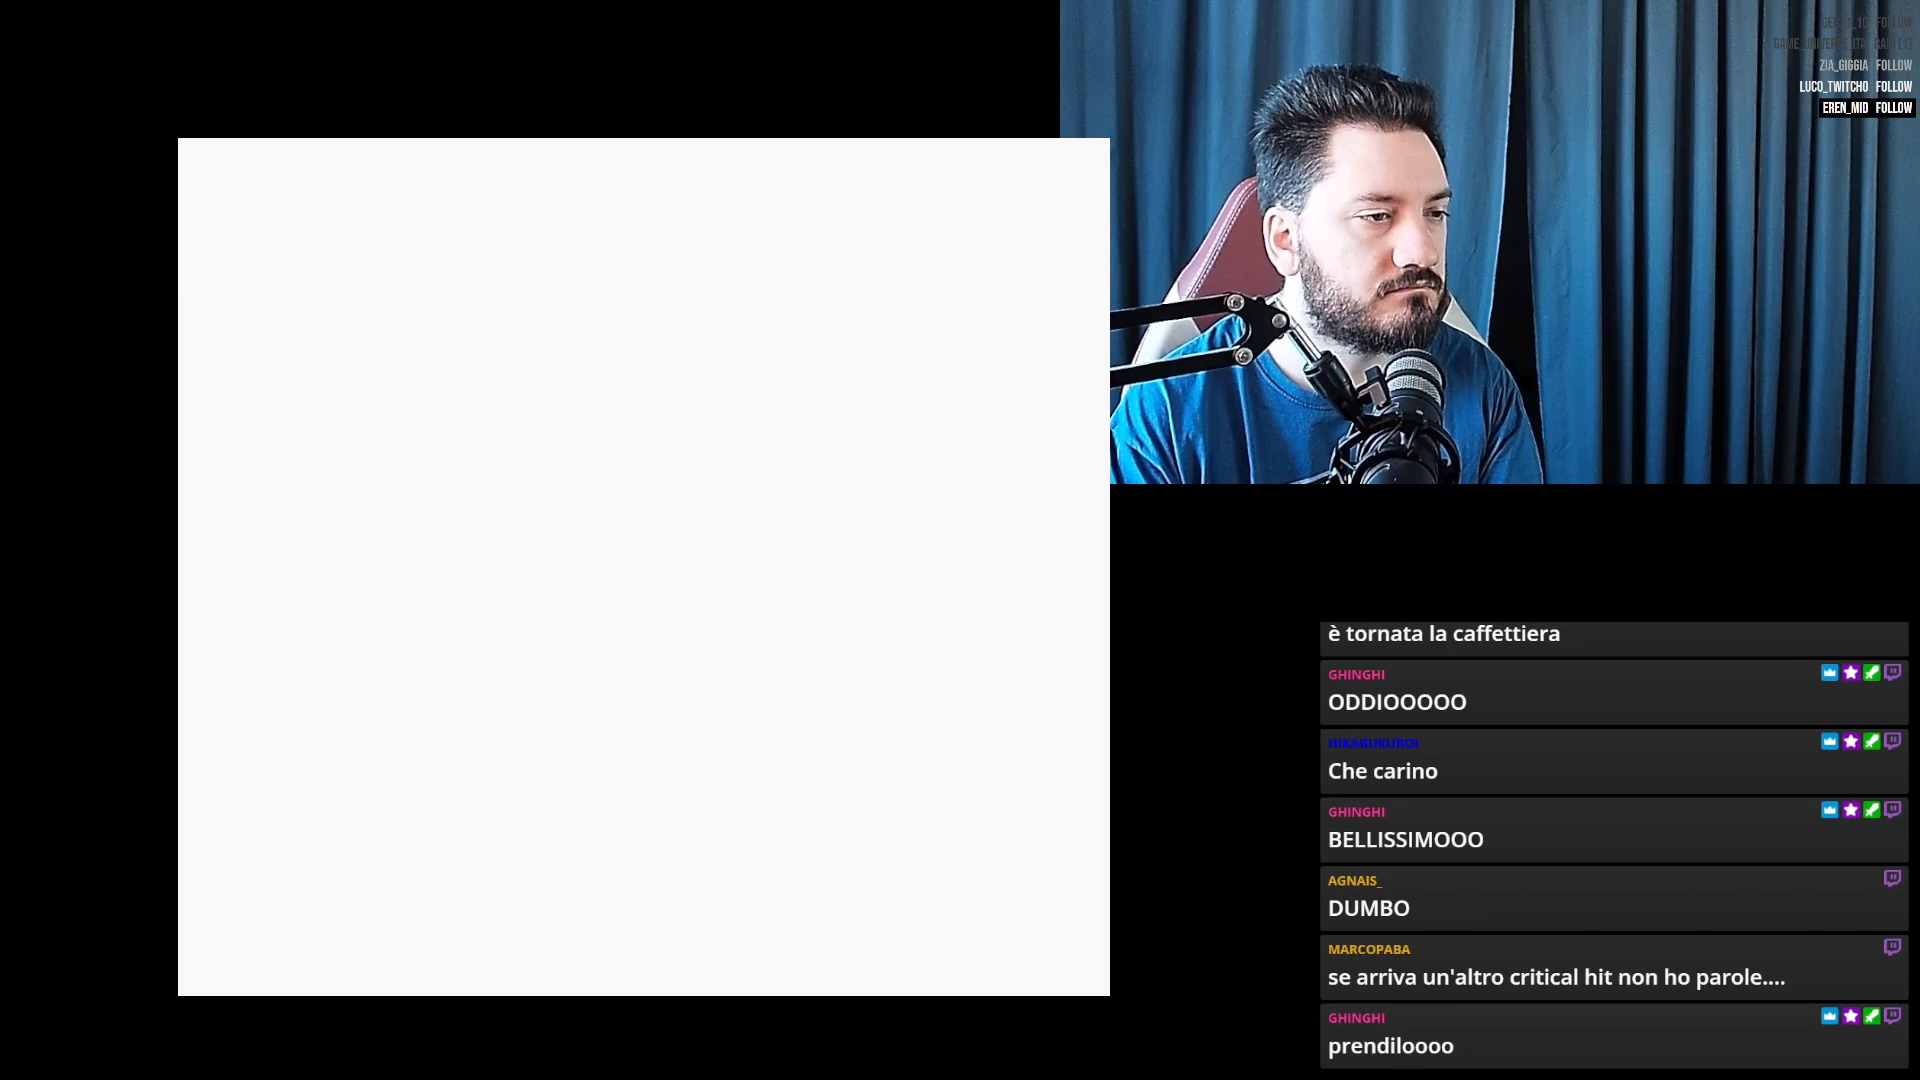 ZIA_GIGGIA FOLLOW
LUCO_TWITCHO FOLLOW
EREN_MID FOLLOW
è tornata la caffettiera
GHINGHI
ODDIOOOOO
HIKARUKUROI
Che carino
GHINGHI
BELLISSIMOOO
AGNAIS_
DUMBO
MARCOPABA
se arriva un'altro critical hit non ho parole....
GHINGHI
prendiloooo